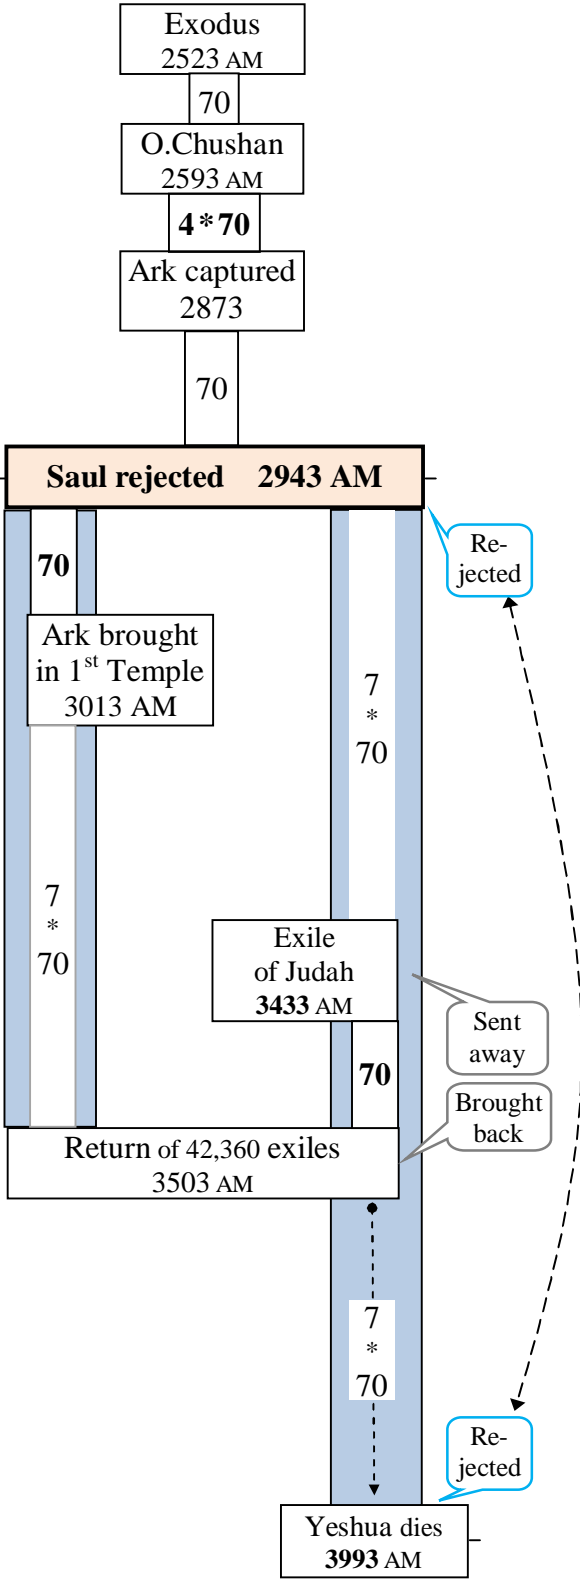 Exodus
2523 AM
70
O.Chushan
2593 AM
4*70
Ark captured
2873
70
Saul rejected 2943 AM
70
Re-
jected
Ark brought
in 1st Temple
3013 AM
7
*
70
7
*
70
Exile
of Judah
3433 AM
Sent
away
70
Brought
back
Return of 42,360 exiles
3503 AM
7
*
70
Re-
jected
Yeshua dies
3993 AM